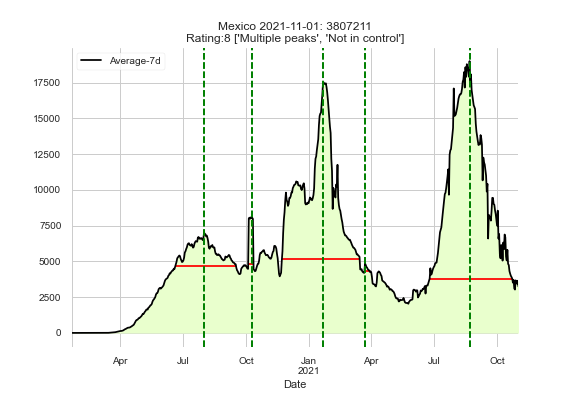 Mexico 2021-11-01: 3807211
Rating:8 ['Multiple peaks', 'Not in control']
Average-7d
17500
15000
12500
10000
7500
5000
2500
0
Apr Jul Oct Jan Apr Jul Oct
2021
Date